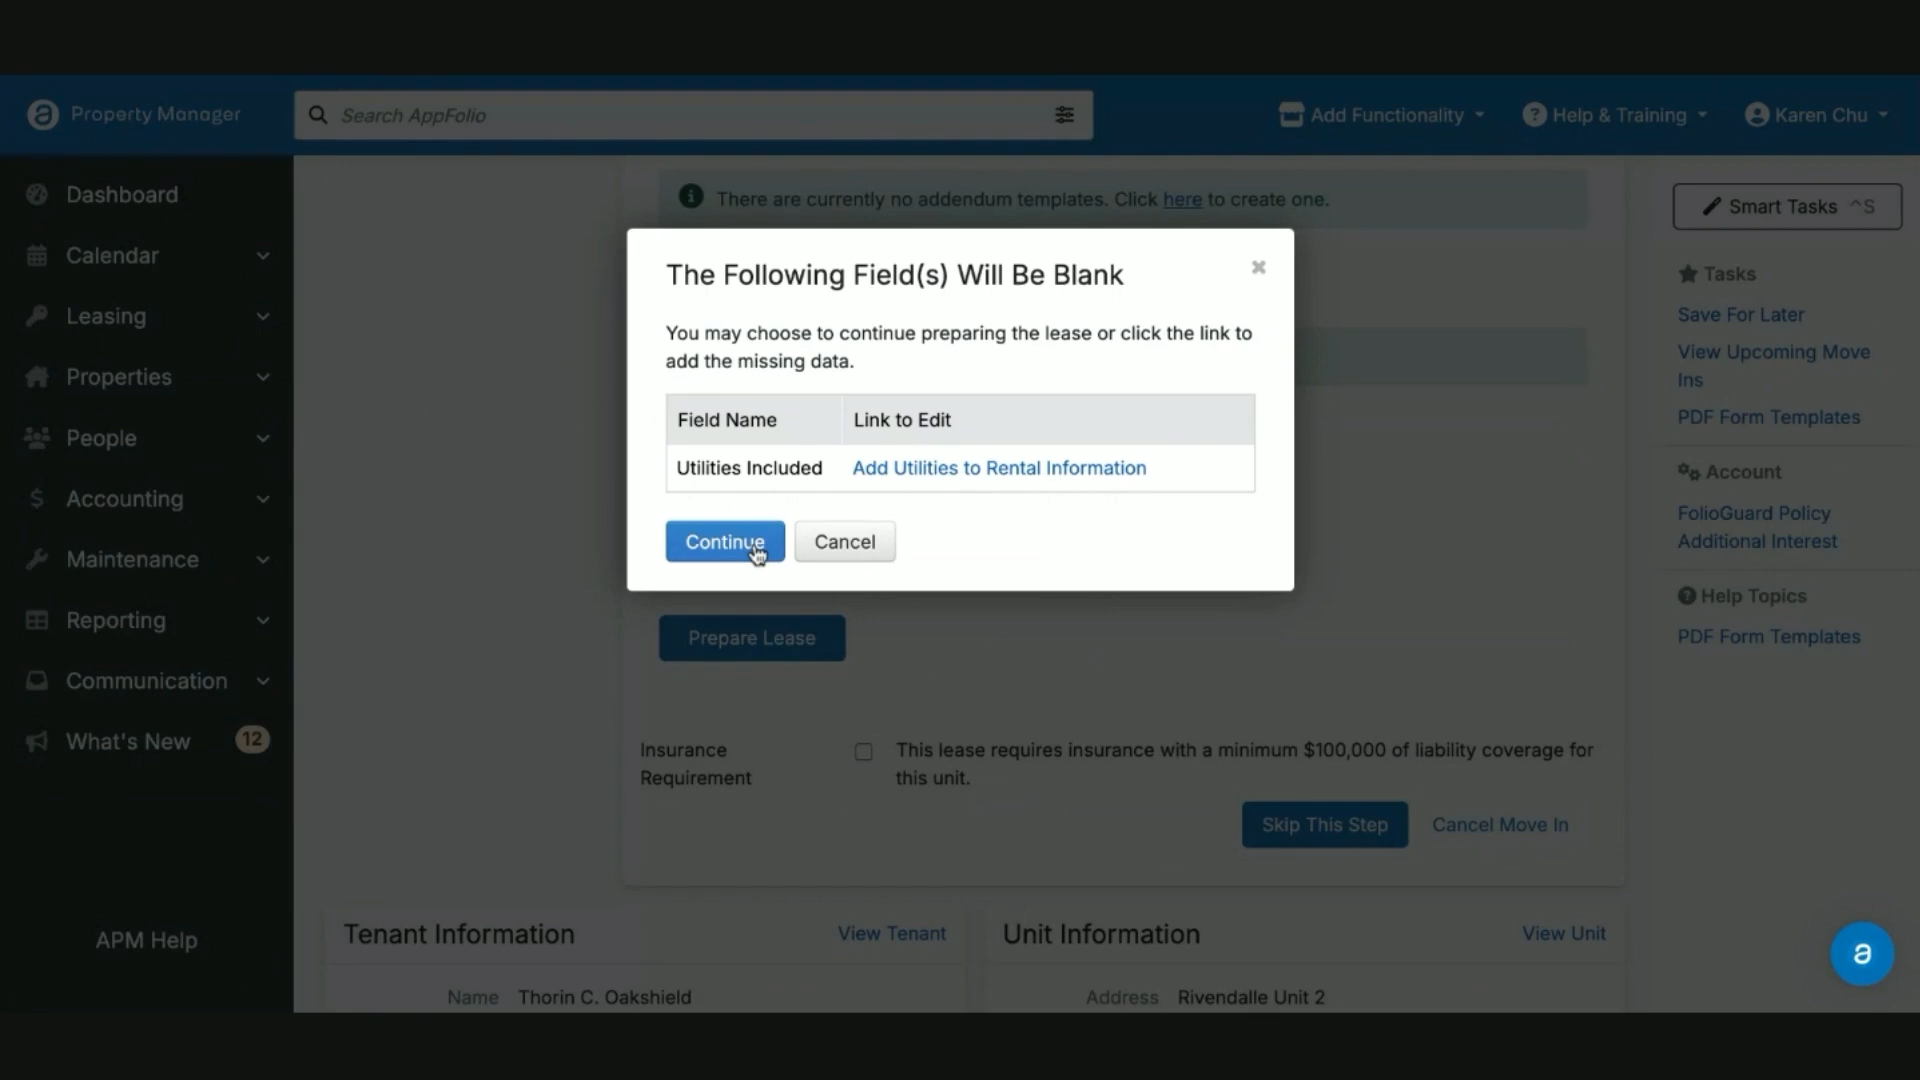 Property Manager
Search AppFolio
Add Functionality
Help & Training
Karen Chu
Dashboard
Calendar
Leasing
Properties
People
Accounting
Maintenance
Reporting
Communication
What's New
12
APM Help
There are currently no addendum templates. Click here to create one.
The Following Field(s) Will Be Blank
You may choose to continue preparing the lease or click the link to
add the missing data.
Field Name Link to Edit
Utilities Included Add Utilities to Rental Information
Continue Cancel
Prepare Lease
Insurance
Requirement
This lease requires insurance with a minimum $100,000 of liability coverage for
this unit.
Skip This Step Cancel Move In
Tenant Information View Tenant
Name Thorin C. Oakshield
Unit Information View Unit
Address Rivendalle Unit 2
Smart Tasks ^S
Tasks
Save For Later
View Upcoming Move
Ins
PDF Form Templates
Account
FolioGuard Policy
Additional Interest
Help Topics
PDF Form Templates
a